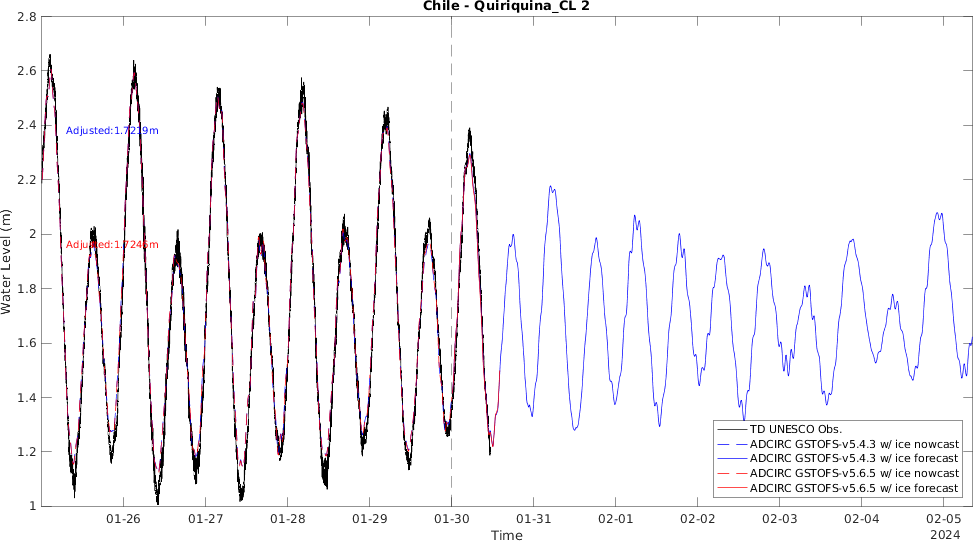 Chile - Quiriquina_CL 2
2.8
2.6
2.4
2.2
2
1.8
1.6
1.4
1.2
1
Water Level (m)
Adjusted:1.7219m
Adjusted:1.7246m
01-26
01-27
01-28
01-29
01-30
01-31
02-01
02-02
02-03
02-04
02-05
Time
2024
TD UNESCO Obs.
ADCIRC GSTOFS-v5.4.3 w/ ice nowcast
ADCIRC GSTOFS-v5.4.3 w/ ice forecast
ADCIRC GSTOFS-v5.6.5 w/ ice nowcast
ADCIRC GSTOFS-v5.6.5 w/ ice forecast